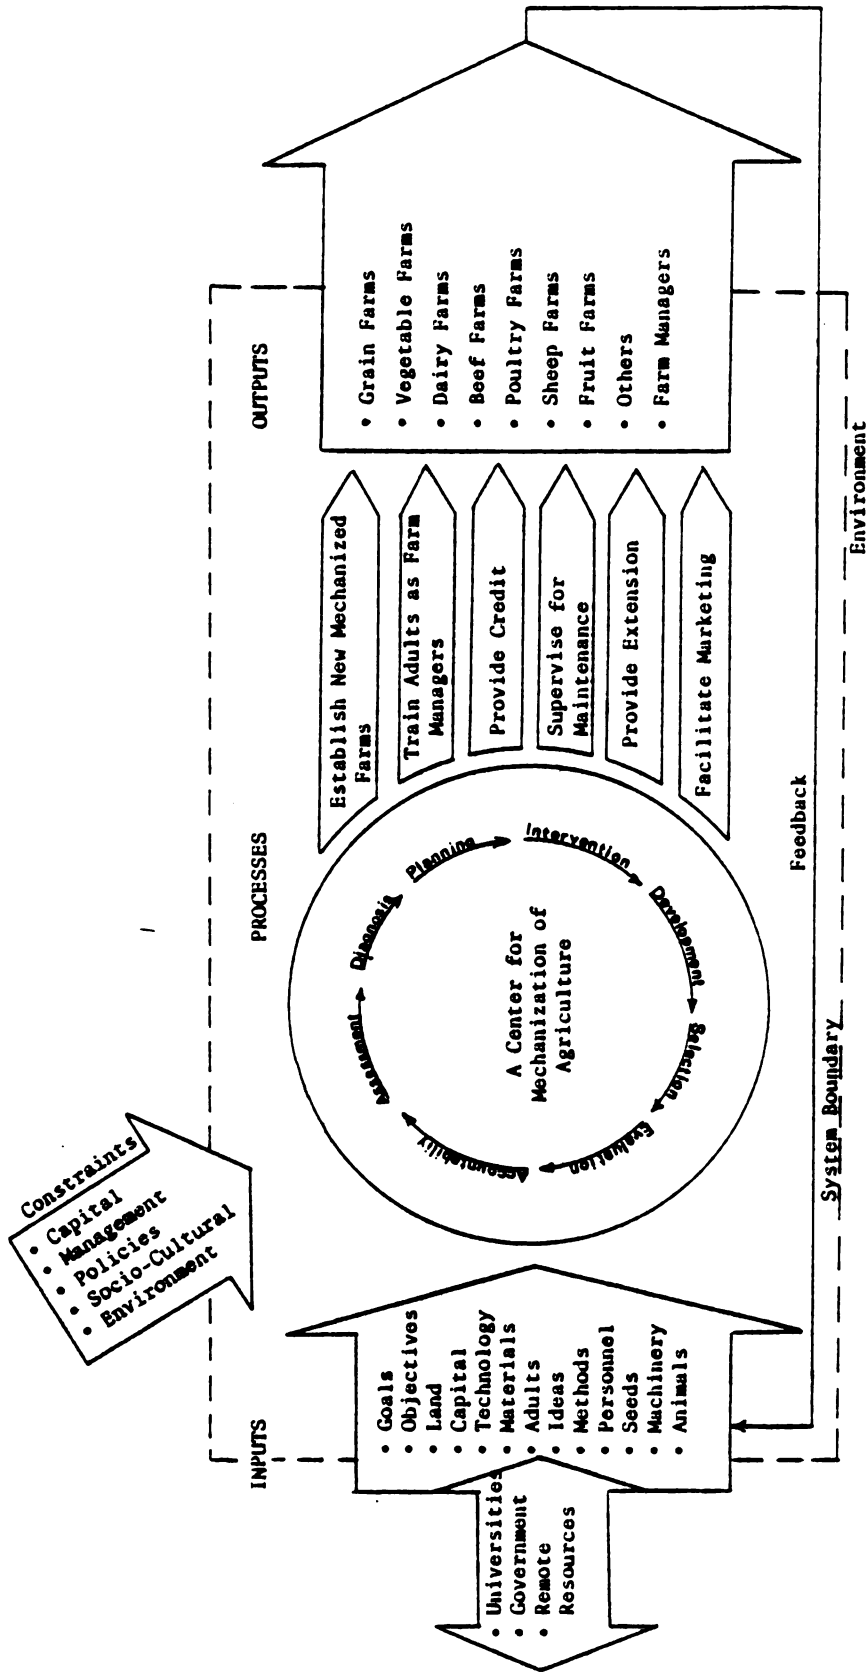 INPUTS
PROCESSES
OUTPUTS
Constraints
• Capital
• Management
• Policies
• Socio-Cultural
• Environment
• Universities
• Government
• Remote
Resources
• Goals
• Objectives
• Land
• Capital
• Technology
• Materials
• Adults
• Ideas
• Methods
• Personnel
• Seeds
• Machinery
• Animals
A Center for
Mechanization of
Agriculture
Assessment
Diagnosis
Planning
Intervention
Development
Selection
Evaluation
Accountability
Establish New Mechanized
Farms
Train Adults as Farm
Managers
Provide Credit
Supervise for
Maintenance
Provide Extension
Facilitate Marketing
• Grain Farms
• Vegetable Farms
• Dairy Farms
• Beef Farms
• Poultry Farms
• Sheep Farms
• Fruit Farms
• Others
• Farm Managers
Feedback
System Boundary
Environment